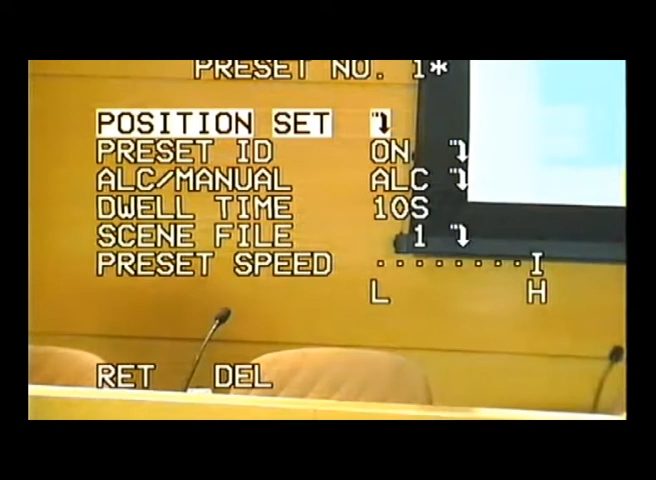 PRESET NO. 1*
POSITION SET
PRESET ID ON
ALC/MANUAL ALC
DWELL TIME 10S
SCENE FILE 1
PRESET SPEED ········I
L H
RET DEL